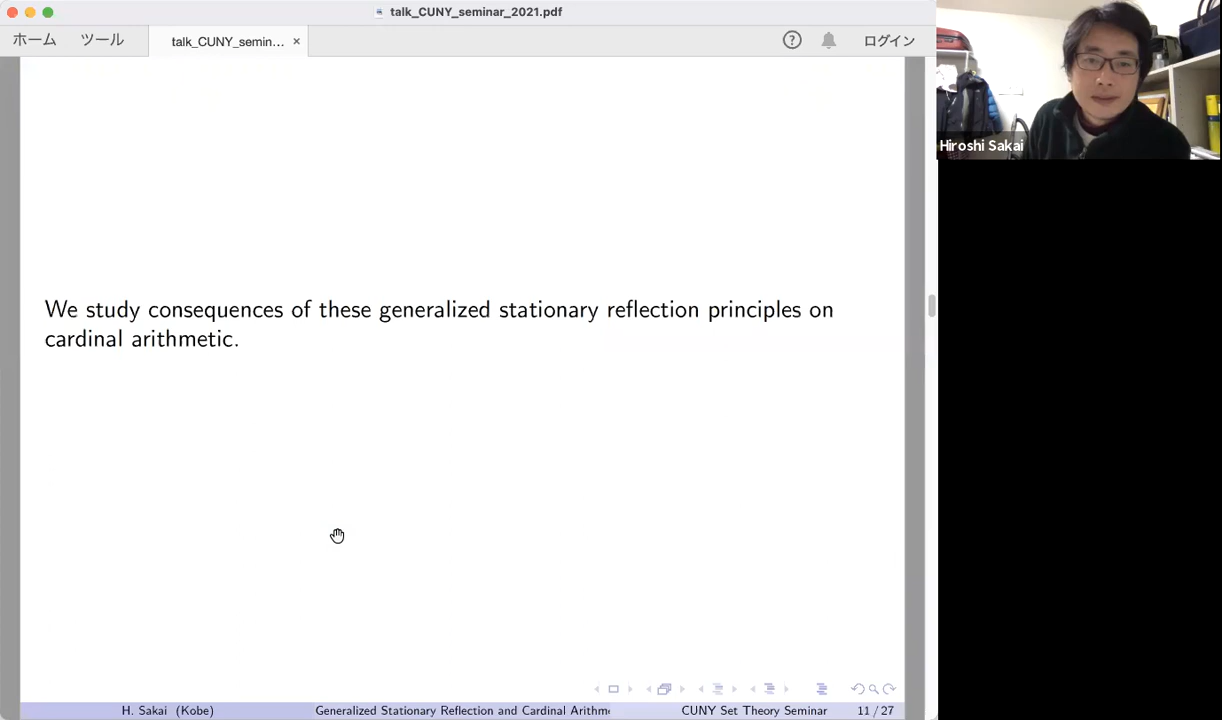 talk_CUNY_seminar_2021.pdf
ホーム ツール talk_CUNY_semin... × ? ログイン
Hiroshi Sakai
We study consequences of these generalized stationary reflection principles on
cardinal arithmetic.
H. Sakai (Kobe) Generalized Stationary Reflection and Cardinal Arithm CUNY Set Theory Seminar 11 / 27